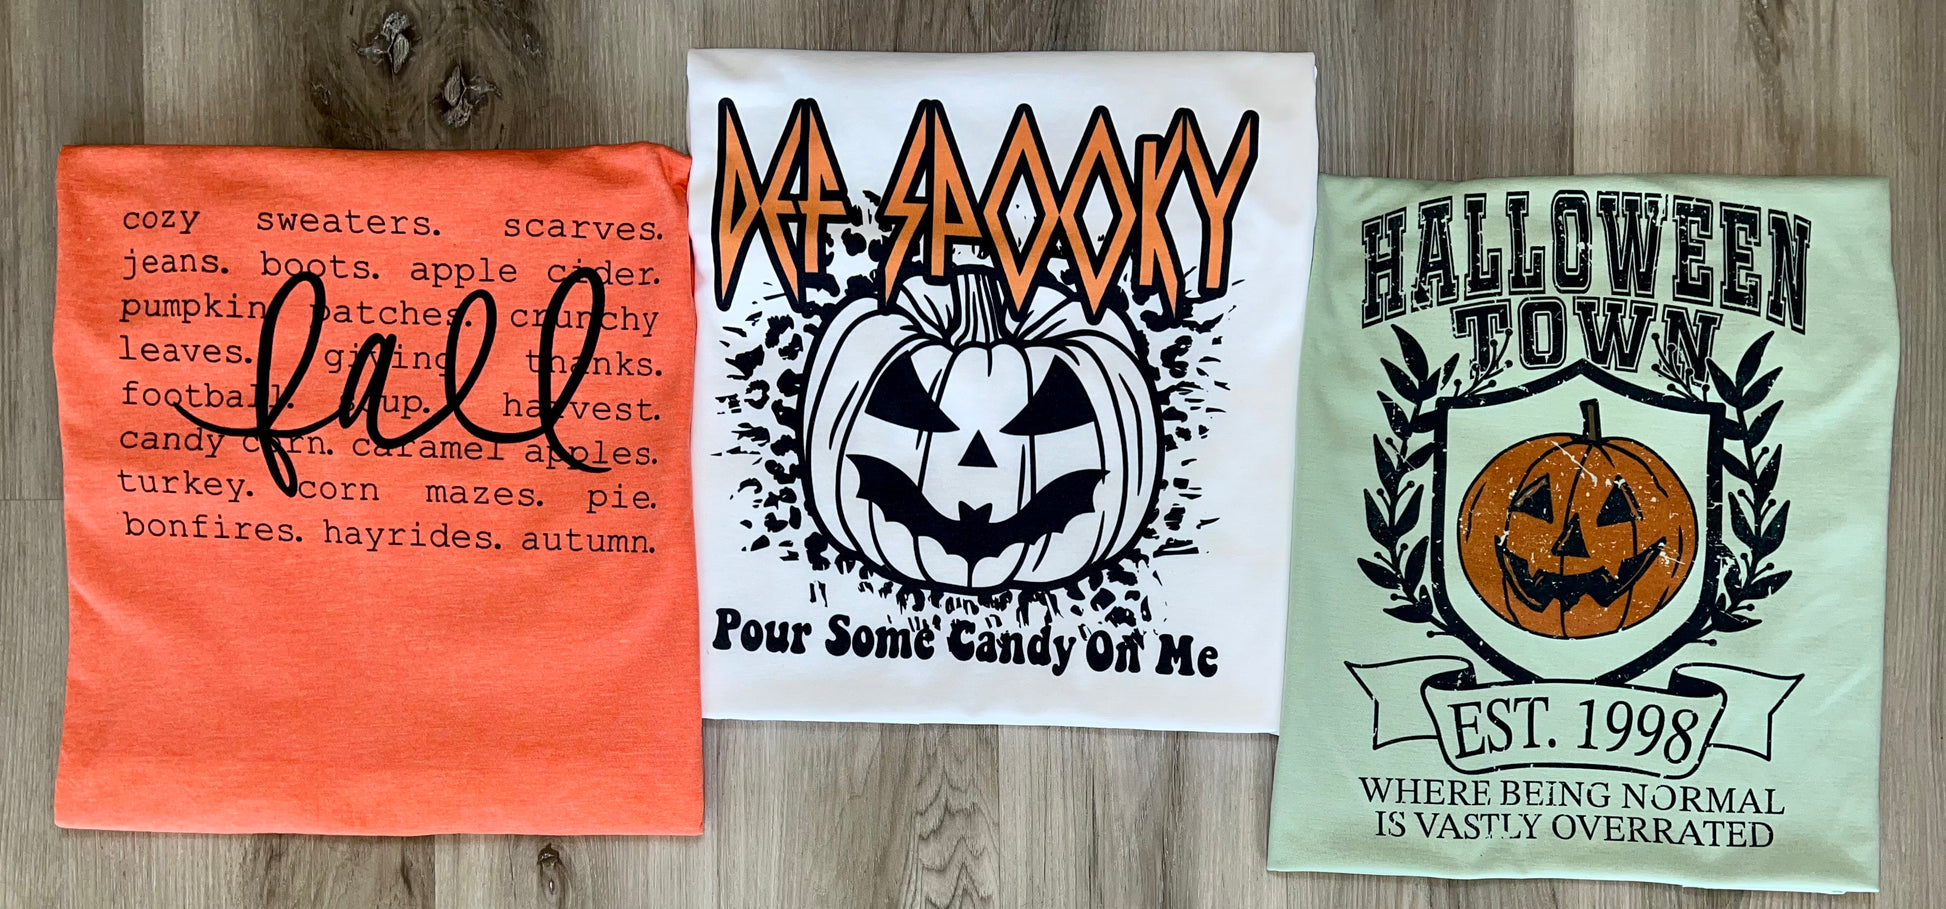 cozy sweaters. scarves.
jeans. boots. apple cider.
pumpkin patches. crunchy
leaves. giving thanks.
football. up. harvest.
candy corn. caramel apples.
turkey. corn mazes. pie.
bonfires. hayrides. autumn.
fall
DEF SPOOKY
Pour Some Candy On Me
HALLOWEEN
TOWN
EST. 1998
WHERE BEING NORMAL
IS VASTLY OVERRATED